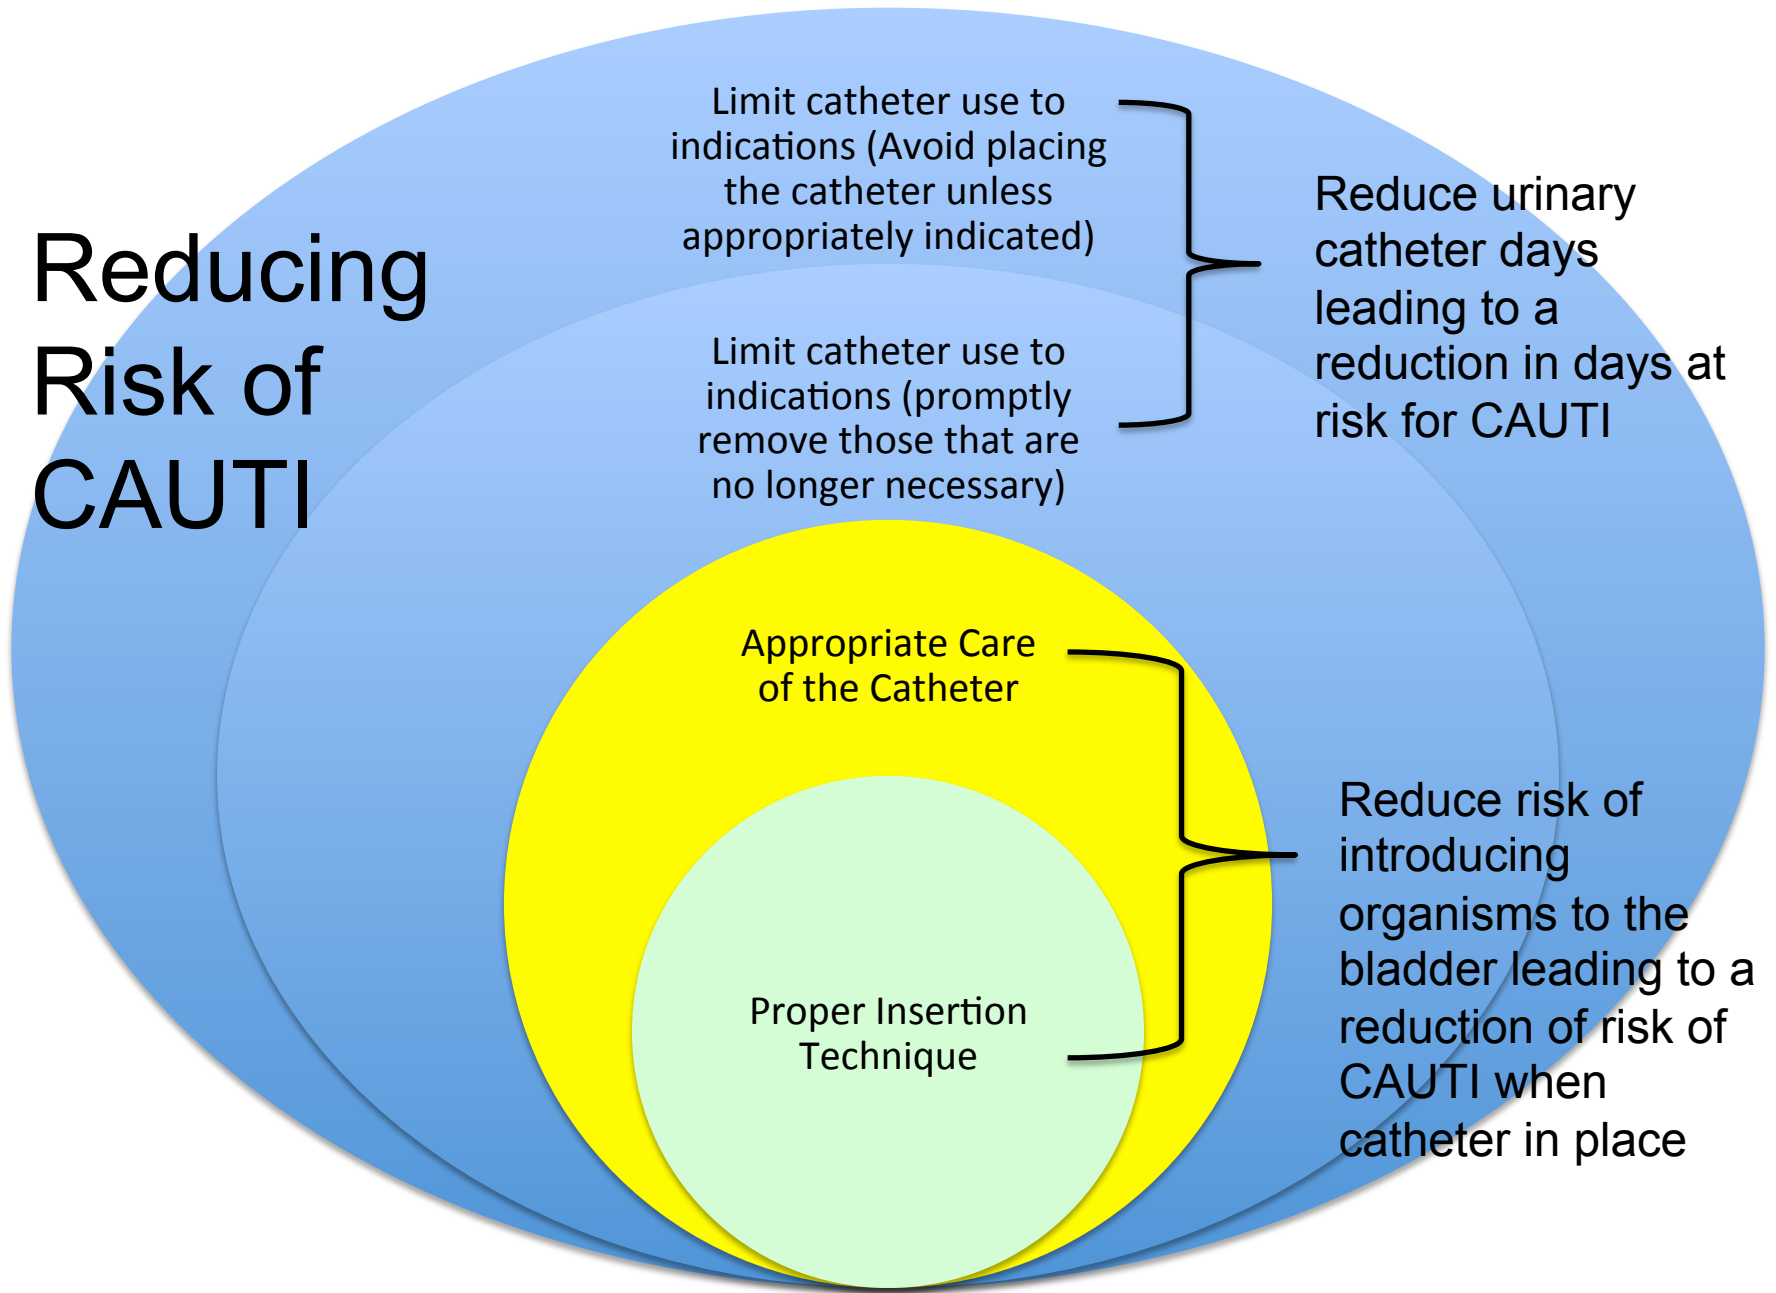 Reducing
Risk of
CAUTI
Limit catheter use to
indications (Avoid placing
the catheter unless
appropriately indicated)
Limit catheter use to
indications (promptly
remove those that are
no longer necessary)
Reduce urinary
catheter days
leading to a
reduction in days at
risk for CAUTI
Appropriate Care
of the Catheter
Proper Insertion
Technique
Reduce risk of
introducing
organisms to the
bladder leading to a
reduction of risk of
CAUTI when
catheter in place